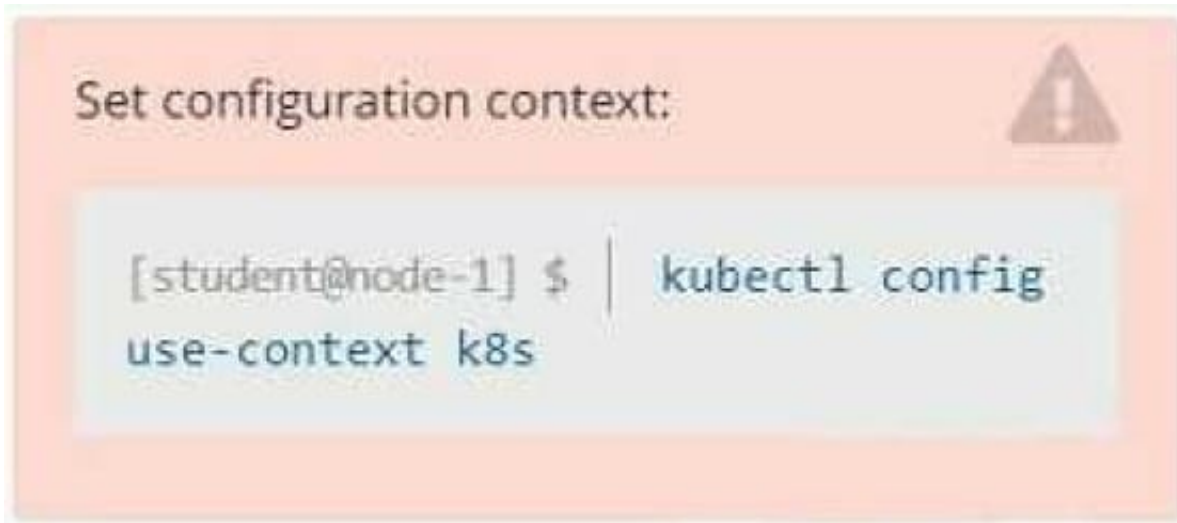 Set configuration context:
[student@node-1] $ | kubectl config
use-context k8s